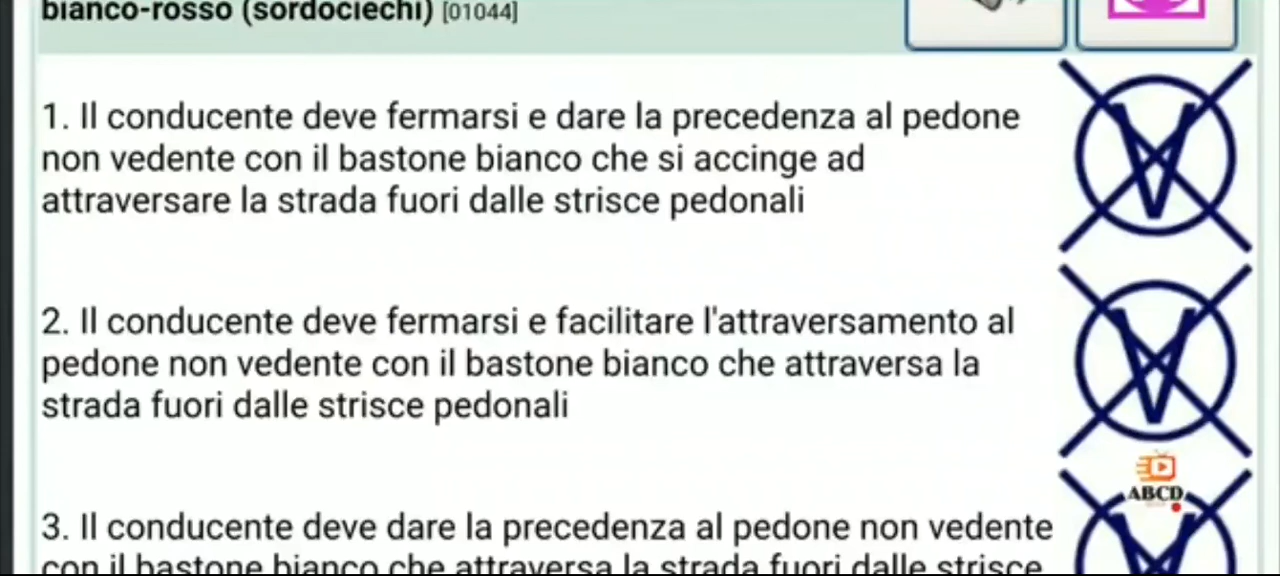 bianco-rosso (sordociechi) [01044]
1. Il conducente deve fermarsi e dare la precedenza al pedone
non vedente con il bastone bianco che si accinge ad
attraversare la strada fuori dalle strisce pedonali
V
2. Il conducente deve fermarsi e facilitare l'attraversamento al
pedone non vedente con il bastone bianco che attraversa la
strada fuori dalle strisce pedonali
V
ABCD
3. Il conducente deve dare la precedenza al pedone non vedente
con il bastone bianco che attraversa la strada fuori dalle strisce
V